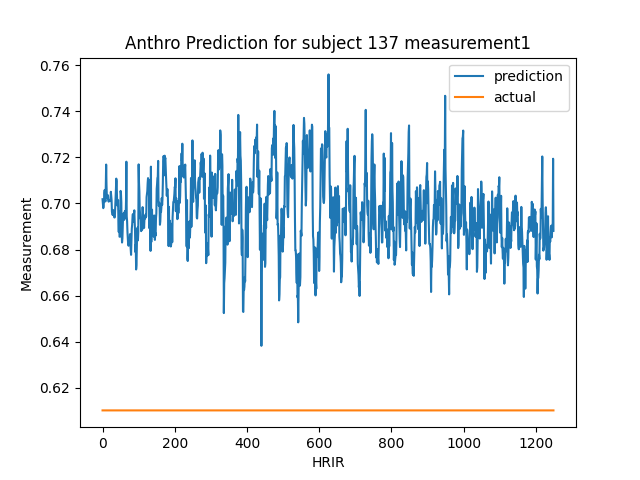 Anthro Prediction for subject 137 measurement1
prediction
actual
0.76
0.74
0.72
0.70
0.68
0.66
0.64
0.62
Measurement
0 200 400 600 800 1000 1200
HRIR